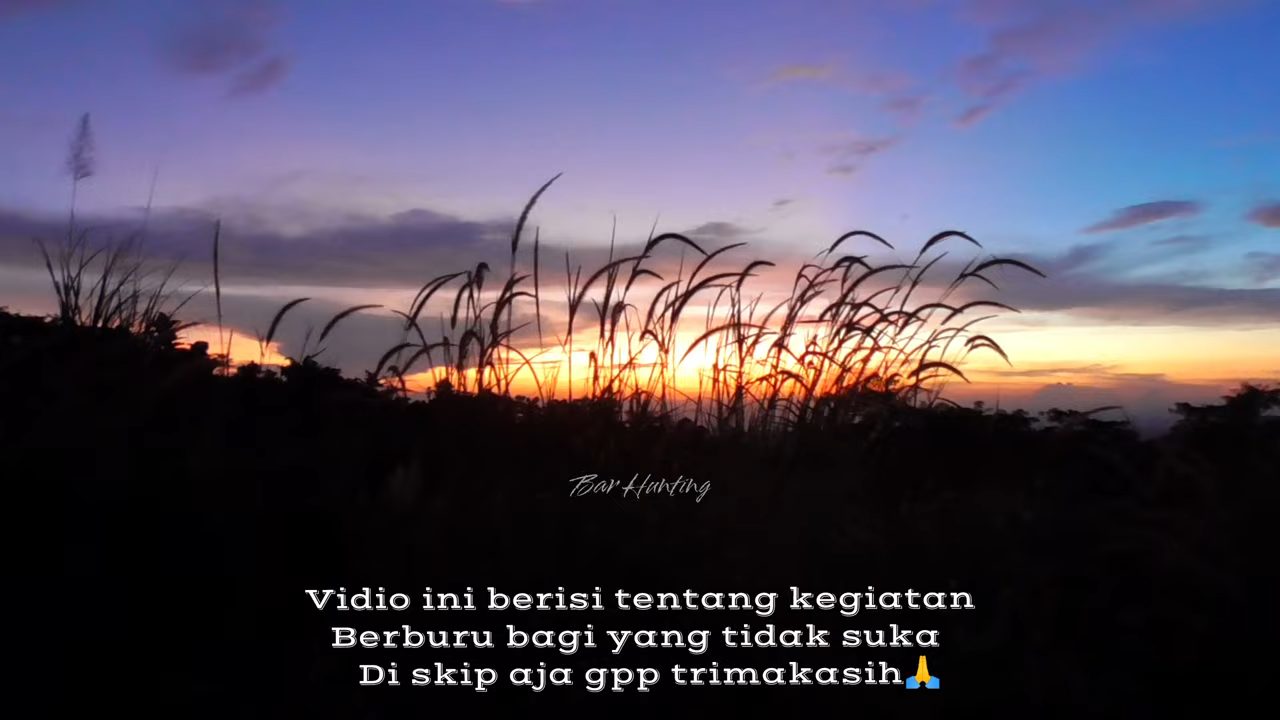 Bar Hunting
Vidio ini berisi tentang kegiatan
Berburu bagi yang tidak suka
Di skip aja gpp trimakasih🙏